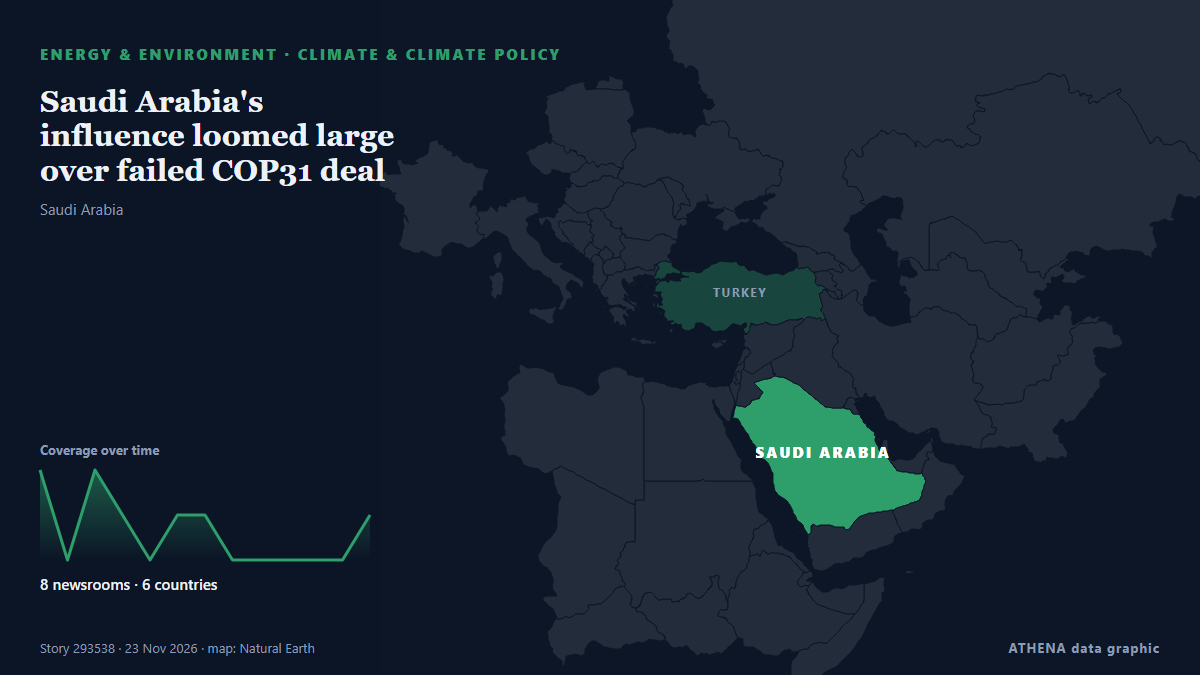 ENERGY & ENVIRONMENT · CLIMATE & CLIMATE POLICY
Saudi Arabia's
influence loomed large
over failed COP31 deal
Saudi Arabia
TURKEY
SAUDI ARABIA
Coverage over time
8 newsrooms · 6 countries
Story 293538 · 23 Nov 2026 · map: Natural Earth
ATHENA data graphic